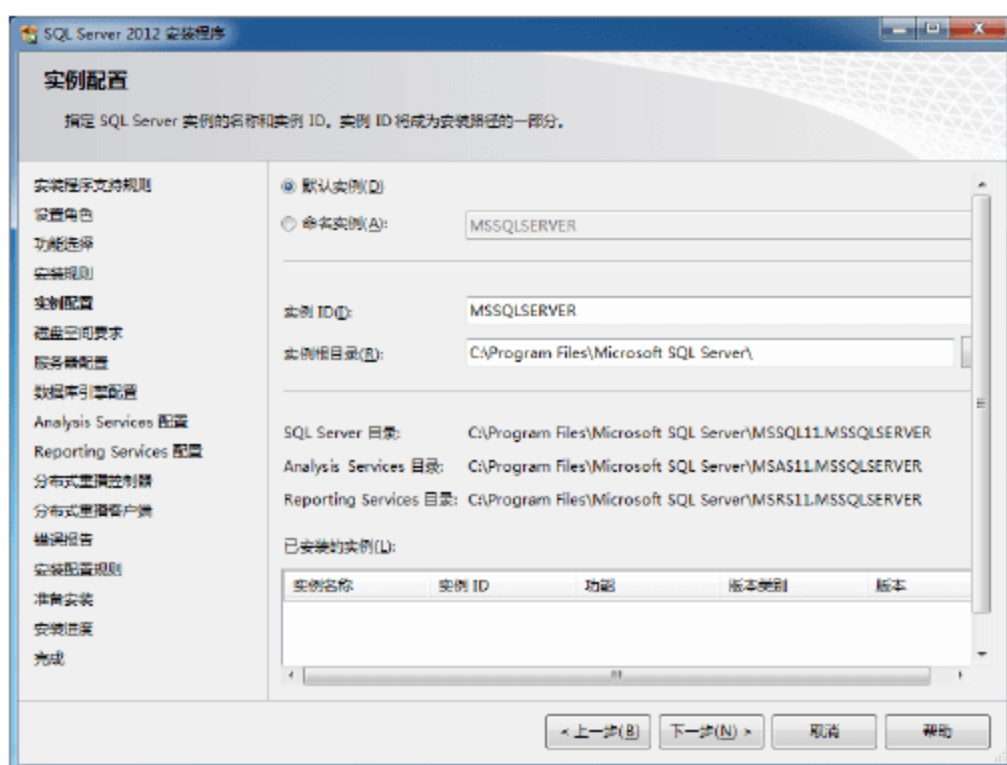 SQL Server 2012 安装程序
实例配置
指定 SQL Server 实例的名称和实例 ID。实例 ID 将成为安装路径的一部分。
安装程序支持规则
设置角色
功能选择
安装规则
实例配置
磁盘空间要求
服务器配置
数据库引擎配置
Analysis Services 配置
Reporting Services 配置
分布式重播控制器
分布式重播客户端
错误报告
安装配置规则
准备安装
安装进度
完成
默认实例(D)
命名实例(A): MSSQLSERVER
实例 ID(I): MSSQLSERVER
实例根目录(R): C:\Program Files\Microsoft SQL Server\
SQL Server 目录: C:\Program Files\Microsoft SQL Server\MSSQL11.MSSQLSERVER
Analysis Services 目录: C:\Program Files\Microsoft SQL Server\MSAS11.MSSQLSERVER
Reporting Services 目录: C:\Program Files\Microsoft SQL Server\MSRS11.MSSQLSERVER
已安装的实例(L):
实例名称 实例 ID 功能 版本类别 版本
< 上一步(B) 下一步(N) > 取消 帮助